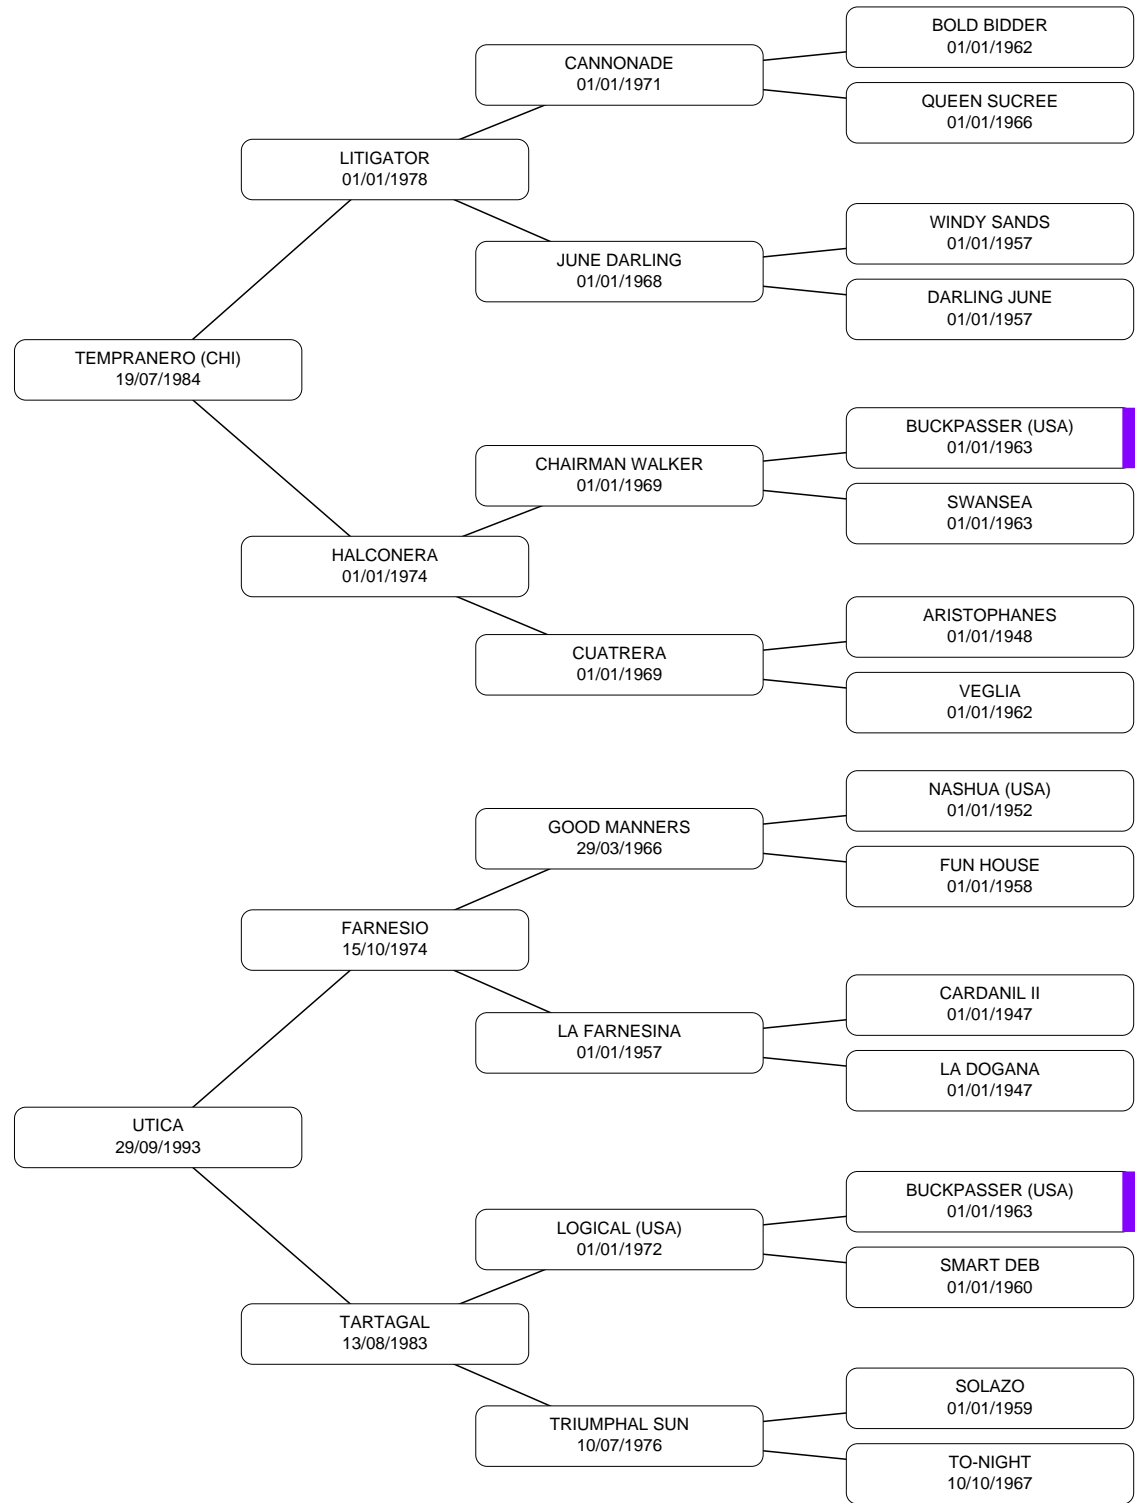 BOLD BIDDER
01/01/1962
CANNONADE
01/01/1971
QUEEN SUCREE
01/01/1966
LITIGATOR
01/01/1978
WINDY SANDS
01/01/1957
JUNE DARLING
01/01/1968
DARLING JUNE
01/01/1957
TEMPRANERO (CHI)
19/07/1984
BUCKPASSER (USA)
01/01/1963
CHAIRMAN WALKER
01/01/1969
SWANSEA
01/01/1963
HALCONERA
01/01/1974
ARISTOPHANES
01/01/1948
CUATRERA
01/01/1969
VEGLIA
01/01/1962
NASHUA (USA)
01/01/1952
GOOD MANNERS
29/03/1966
FUN HOUSE
01/01/1958
FARNESIO
15/10/1974
CARDANIL II
01/01/1947
LA FARNESINA
01/01/1957
LA DOGANA
01/01/1947
UTICA
29/09/1993
BUCKPASSER (USA)
01/01/1963
LOGICAL (USA)
01/01/1972
SMART DEB
01/01/1960
TARTAGAL
13/08/1983
SOLAZO
01/01/1959
TRIUMPHAL SUN
10/07/1976
TO-NIGHT
10/10/1967